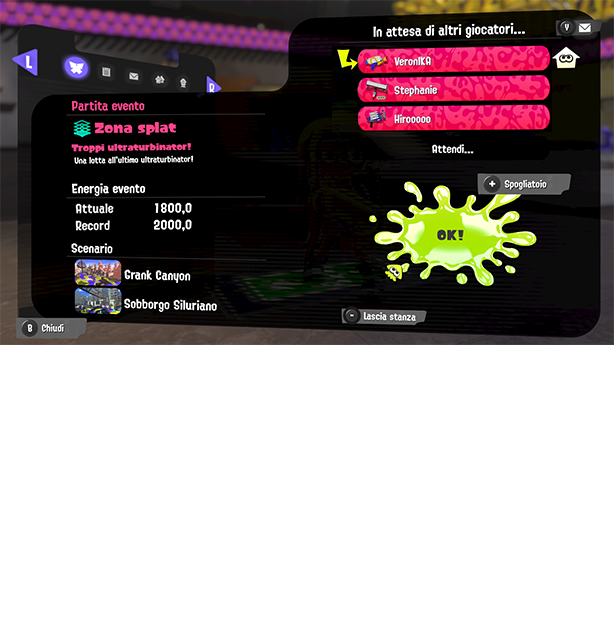 L
R
Partita evento
Zona splat
Troppi ultraturbinator!
Una lotta all'ultimo ultraturbinator!
Energia evento
Attuale 1800,0
Record 2000,0
Scenario
Grank Canyon
Sobborgo Siluriano
B Chiudi
In attesa di altri giocatori...
Y
VeronIKA
Stephanie
Hirooooo
Attendi...
+ Spogliatoio
OK!
- Lascia stanza